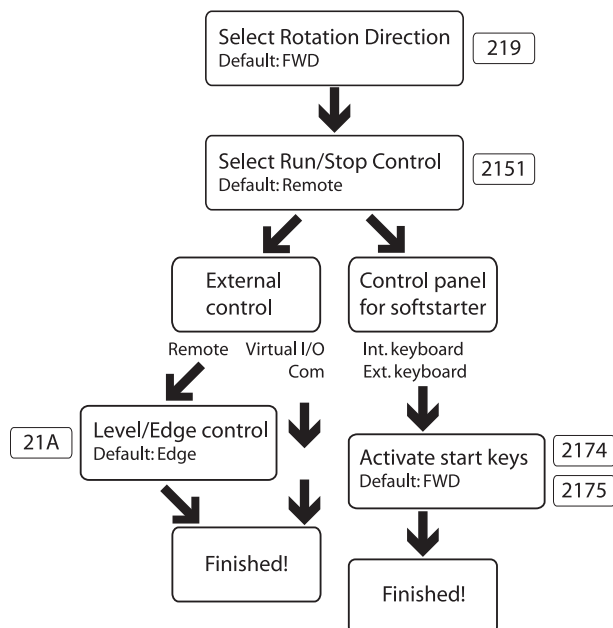 Select Rotation Direction
Default: FWD
219
Select Run/Stop Control
Default: Remote
2151
External
control
Control panel
for softstarter
Remote
Virtual I/O
Com
Int. keyboard
Ext. keyboard
21A
Level/Edge control
Default: Edge
Activate start keys
Default: FWD
2174
2175
Finished!
Finished!